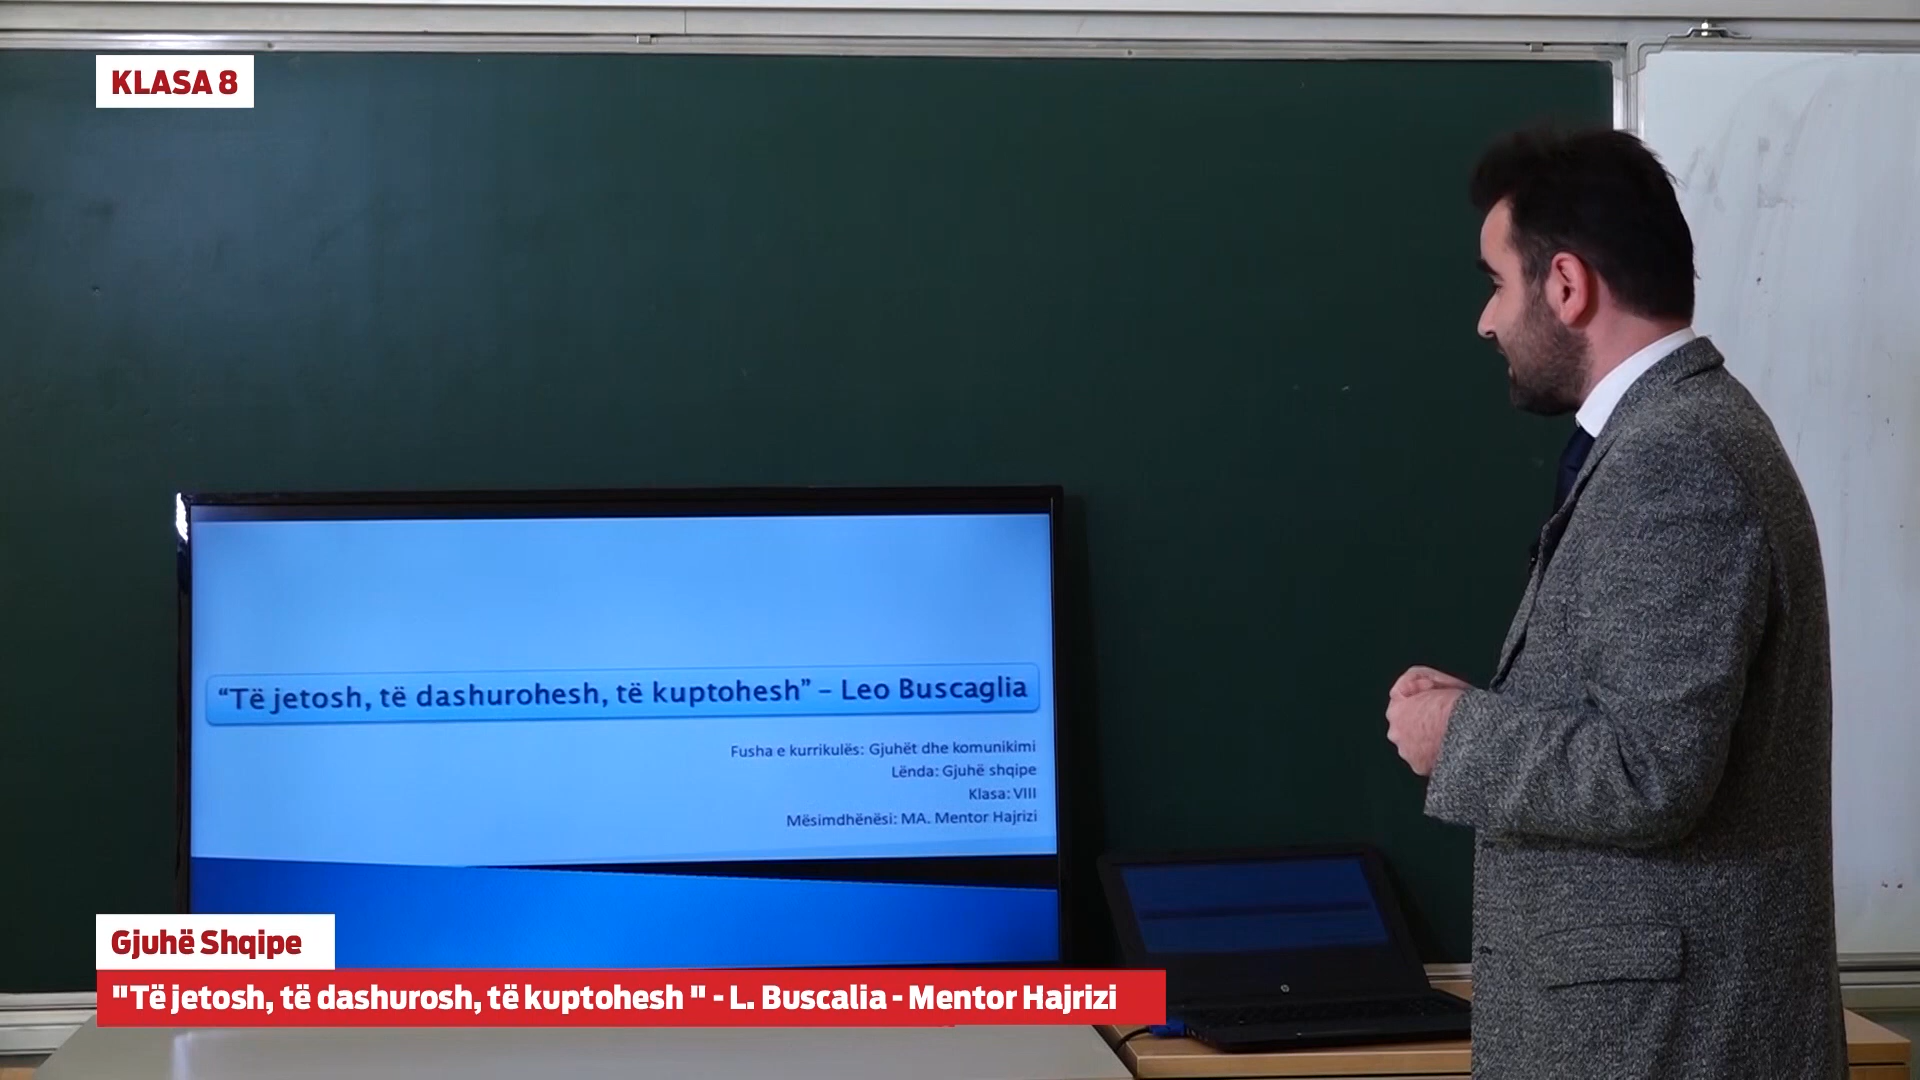 KLASA 8
“Të jetosh, të dashurohesh, të kuptohesh” – Leo Buscaglia
Fusha e kurrikulës: Gjuhët dhe komunikimi
Lënda: Gjuhë shqipe
Klasa: VIII
Mësimdhënësi: MA. Mentor Hajrizi
Gjuhë Shqipe
"Të jetosh, të dashurosh, të kuptohesh " - L. Buscalia - Mentor Hajrizi